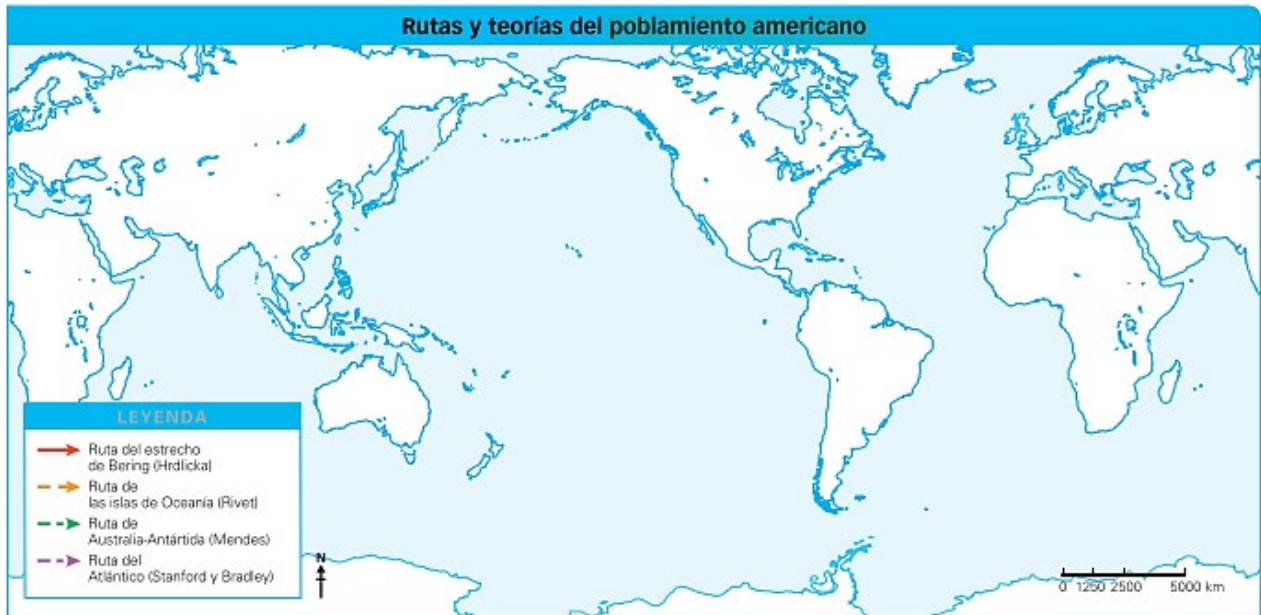 Rutas y teorías del poblamiento americano
LEYENDA
Ruta del estrecho
de Bering (Hrdlicka)
Ruta de
las islas de Oceanía (Rivet)
Ruta de
Australia-Antártida (Mendes)
Ruta del
Atlántico (Stanford y Bradley)
N
0 1250 2500 5000 km